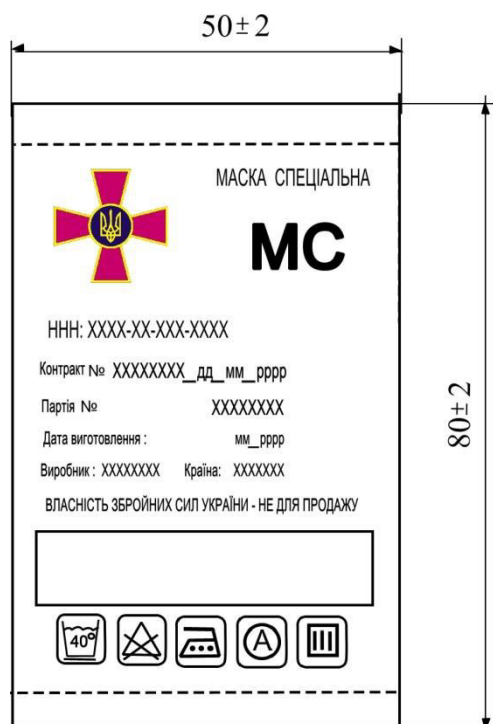 50±2
МАСКА СПЕЦІАЛЬНА
МС
ННН: XXXX-XX-XXX-XXXX
Контракт № XXXXXXXX_дд_мм_рррр
Партія № XXXXXXXX
Дата виготовлення : мм_рррр
Виробник : XXXXXXXX Країна: XXXXXXX
ВЛАСНІСТЬ ЗБРОЙНИХ СИЛ УКРАЇНИ - НЕ ДЛЯ ПРОДАЖУ
40° A
80±2